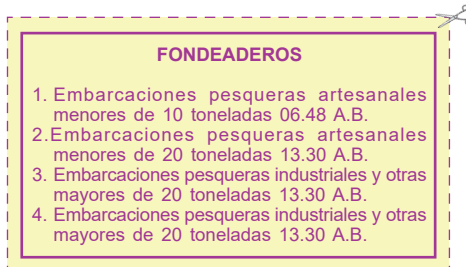 FONDEADEROS
1. Embarcaciones pesqueras artesanales
menores de 10 toneladas 06.48 A.B.
2.Embarcaciones pesqueras artesanales
menores de 20 toneladas 13.30 A.B.
3. Embarcaciones pesqueras industriales y otras
mayores de 20 toneladas 13.30 A.B.
4. Embarcaciones pesqueras industriales y otras
mayores de 20 toneladas 13.30 A.B.